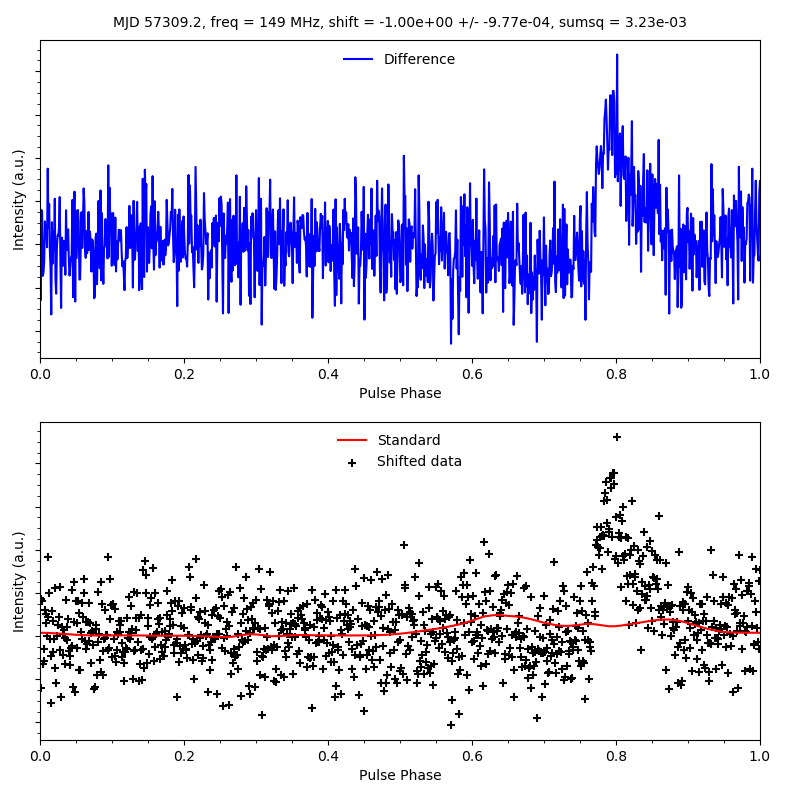 MJD 57309.2, freq = 149 MHz, shift = -1.00e+00 +/- -9.77e-04, sumsq = 3.23e-03
Difference
Intensity (a.u.)
0.0 0.2 0.4 0.6 0.8 1.0
Pulse Phase
Standard
Shifted data
Intensity (a.u.)
0.0 0.2 0.4 0.6 0.8 1.0
Pulse Phase